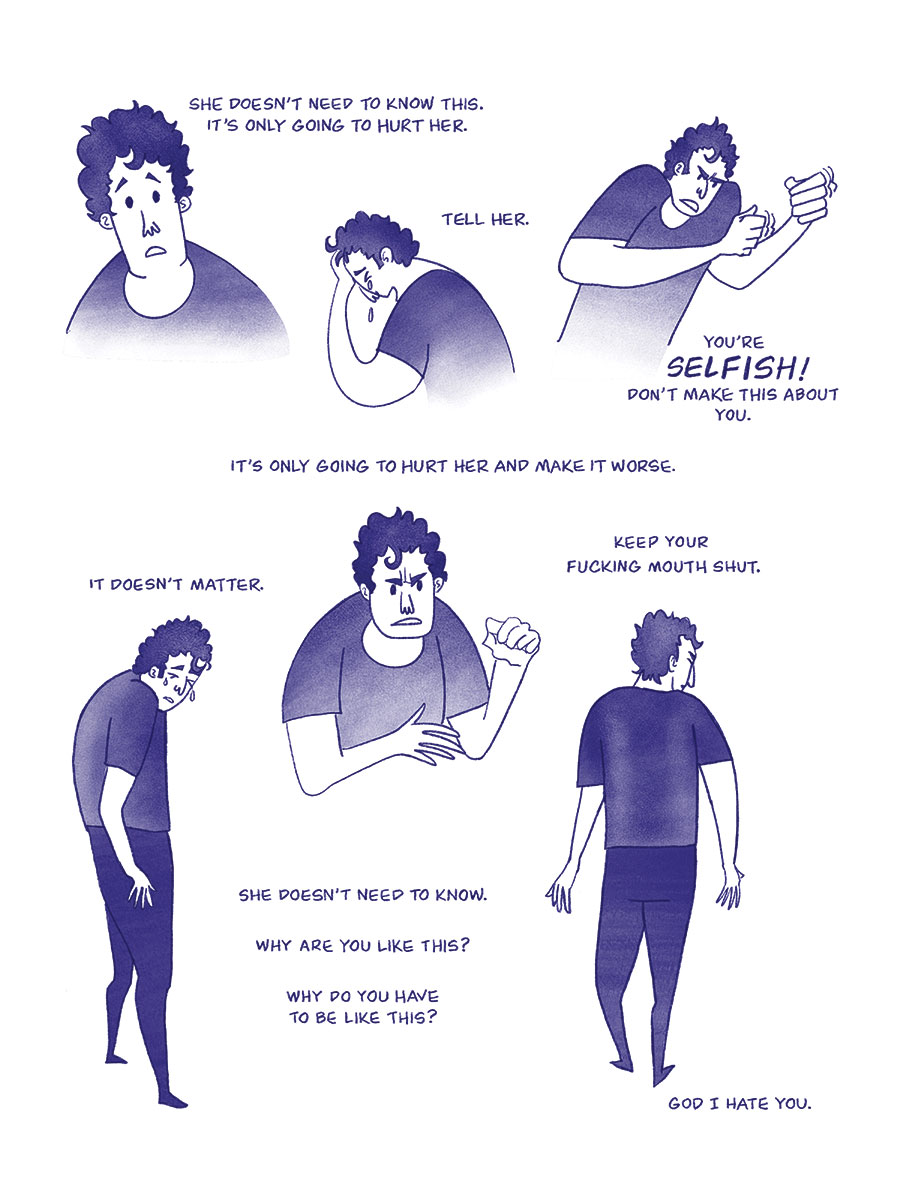 SHE DOESN'T NEED TO KNOW THIS.
IT'S ONLY GOING TO HURT HER.
TELL HER.
YOU'RE
SELFISH!
DON'T MAKE THIS ABOUT
YOU.
IT'S ONLY GOING TO HURT HER AND MAKE IT WORSE.
IT DOESN'T MATTER.
KEEP YOUR
FUCKING MOUTH SHUT.
SHE DOESN'T NEED TO KNOW.
WHY ARE YOU LIKE THIS?
WHY DO YOU HAVE
TO BE LIKE THIS?
GOD I HATE YOU.